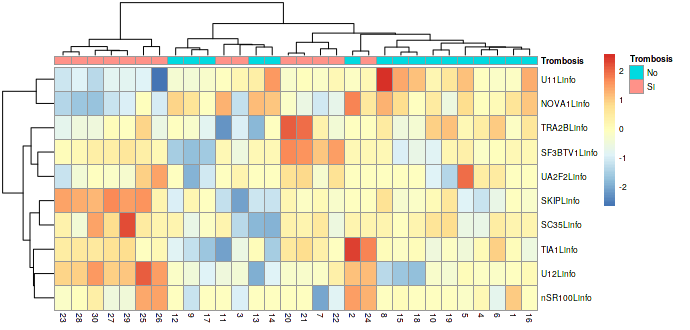 Trombosis
U11Linfo
NOVA1Linfo
TRA2BLinfo
SF3BTV1Linfo
UA2F2Linfo
SKIPLinfo
SC35Linfo
TIA1Linfo
U12Linfo
nSR100Linfo
23 28 30 27 29 25 26 12 9 17 11 3 13 14 20 21 7 22 2 24 8 15 18 10 19 5 4 6 1 16
2
1
0
-1
-2
Trombosis
No
SI